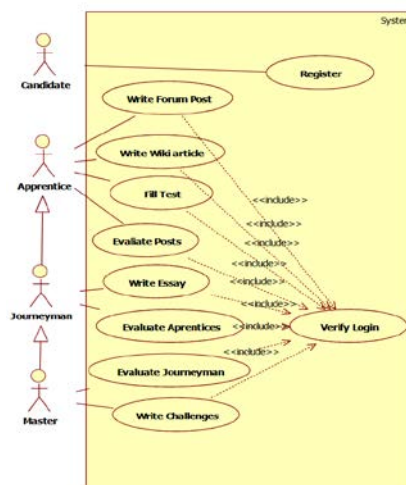 System
Candidate
Register
Write Forum Post
Apprentice
Write Wiki article
Fill Test
<<include>>
<<include>>
<<include>>
Evaliate Posts
<<include>>
Write Essay
<<include>>
Journeyman
Evaluate Aprentices
<<include>>
Verify Login
<<include>>
Evaluate Journeyman
Master
Write Challenges